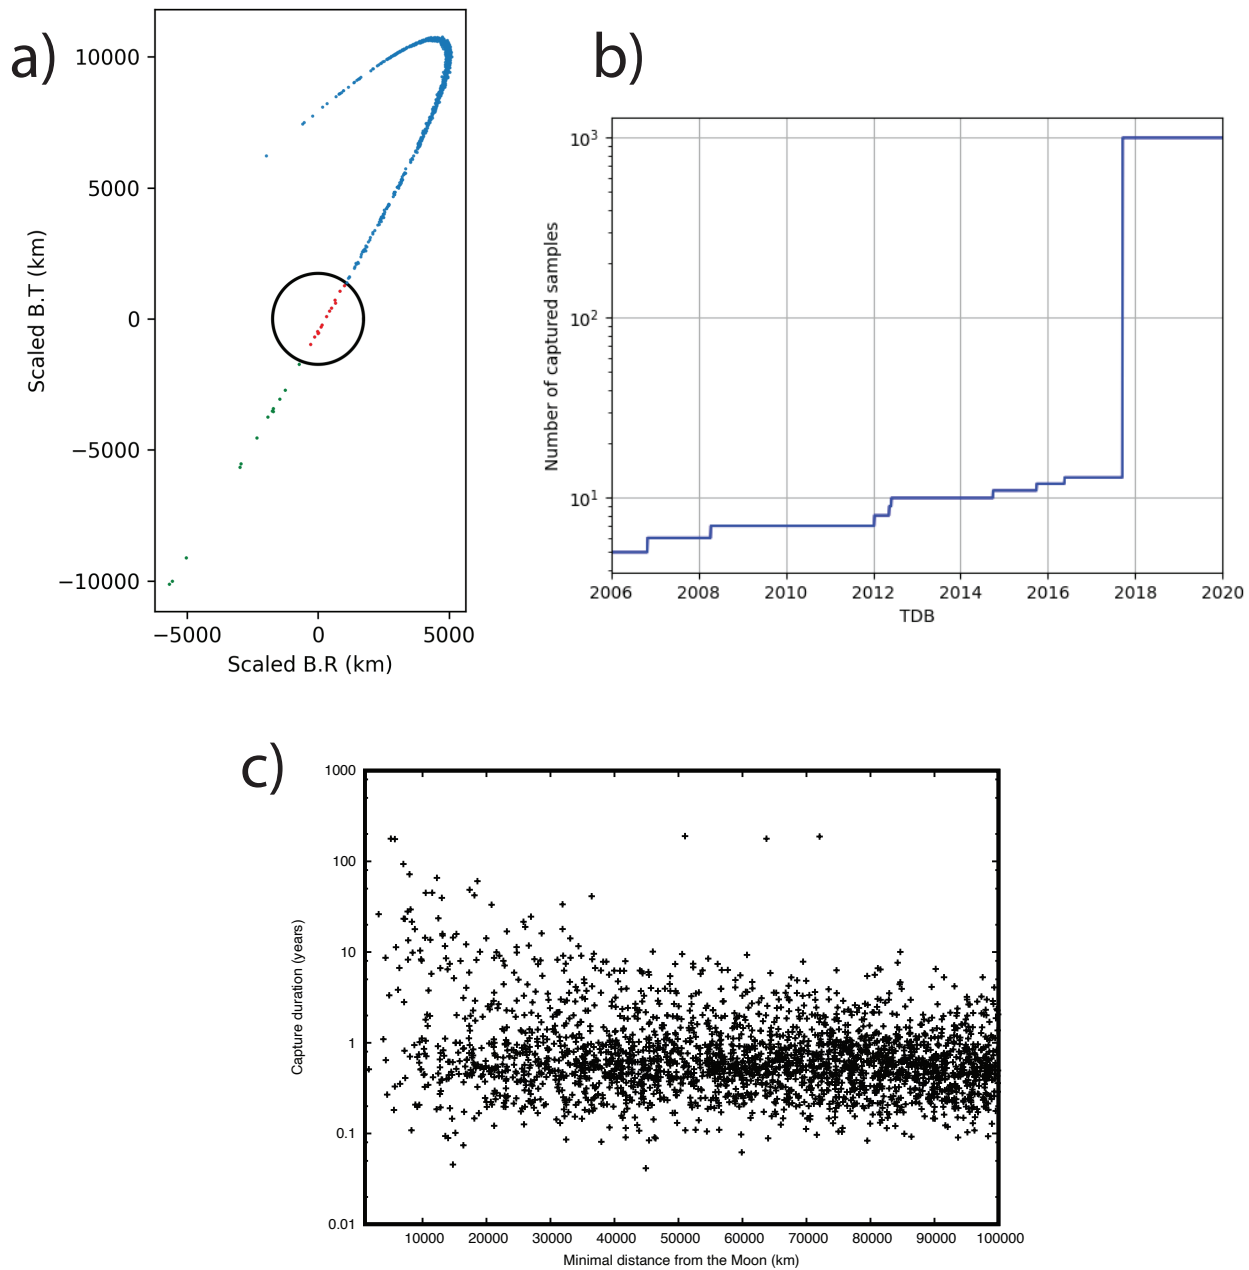 a)
10000
5000
0
−5000
−10000
Scaled B.T (km)
−5000 0 5000
Scaled B.R (km)
b)
10³
10²
10¹
Number of captured samples
2006 2008 2010 2012 2014 2016 2018 2020
TDB
c)
1000
100
10
1
0.1
0.01
Capture duration (years)
10000 20000 30000 40000 50000 60000 70000 80000 90000 100000
Minimal distance from the Moon (km)